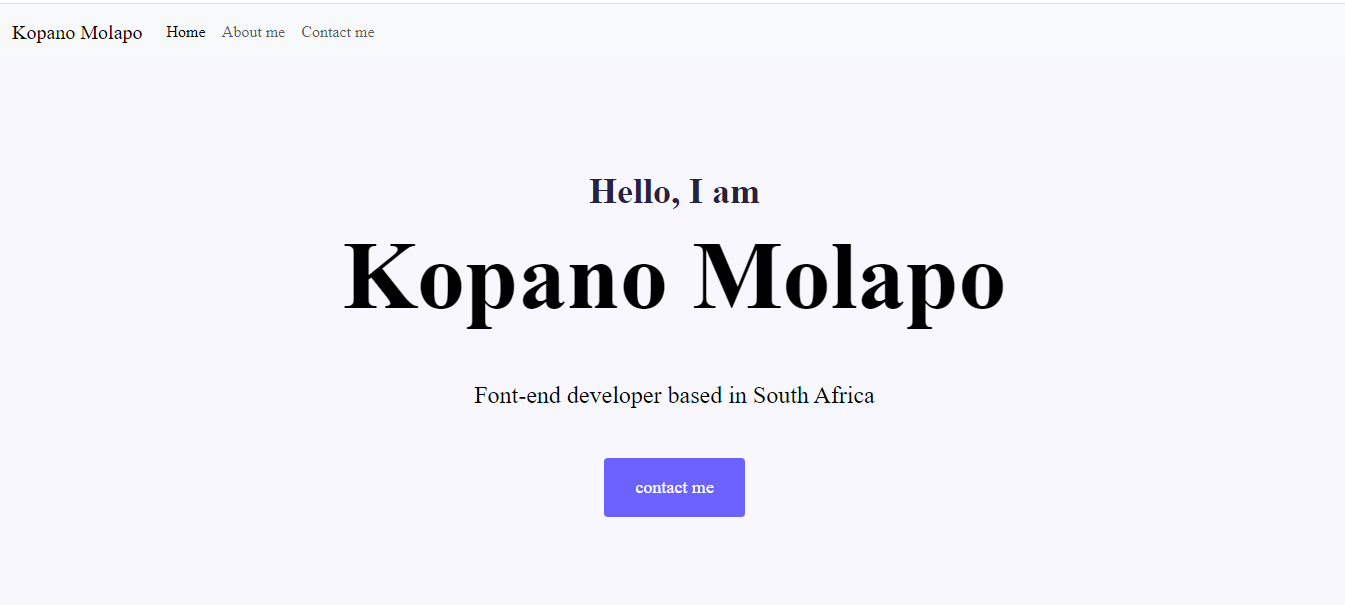 Kopano Molapo Home About me Contact me
Hello, I am
Kopano Molapo
Font-end developer based in South Africa
contact me